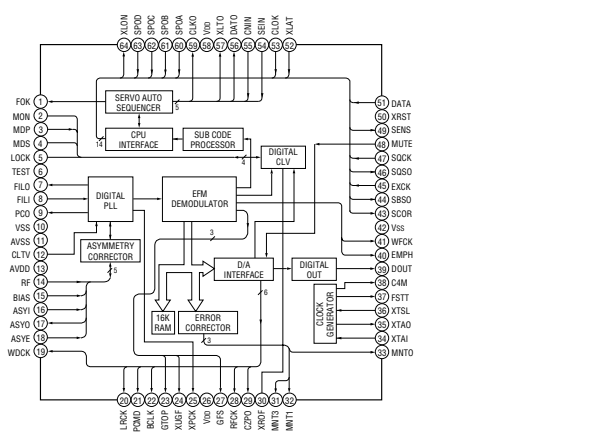 XLON
SPOD
SPOC
SPOB
SPOA
CLKO
VDD
XLTO
DATO
CNIN
SEIN
CLOK
XLAT
64
63
62
61
60
59
58
57
56
55
54
53
52
FOK 1
MON 2
MDP 3
MDS 4
LOCK 5
TEST 6
FILO 7
FILI 8
PCO 9
VSS 10
AVSS 11
CLTV 12
AVDD 13
RF 14
BIAS 15
ASYI 16
ASYO 17
ASYE 18
WDCK 19
SERVO AUTO
SEQUENCER
5
14
CPU
INTERFACE
SUB CODE
PROCESSOR
DIGITAL
CLV
4
DIGITAL
PLL
EFM
DEMODULATOR
3
ASYMMETRY
CORRECTOR
5
D/A
INTERFACE
6
DIGITAL
OUT
16K
RAM
ERROR
CORRECTOR
3
CLOCK
GENERATOR
51 DATA
50 XRST
49 SENS
48 MUTE
47 SQCK
46 SQSO
45 EXCK
44 SBSO
43 SCOR
42 Vss
41 WFCK
40 EMPH
39 DOUT
38 C4M
37 FSTT
36 XTSL
35 XTAO
34 XTAI
33 MNTO
20
21
22
23
24
25
26
27
28
29
30
31
32
LRCK
PCMD
BCLK
GTOP
XUGF
XPCK
VDD
GFS
RFCK
CZPO
XROF
MNT3
MNT1